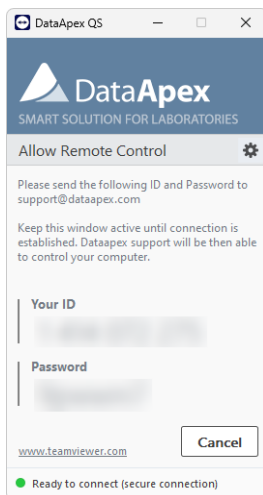 DataApex QS
DataApex
SMART SOLUTION FOR LABORATORIES
Allow Remote Control
Please send the following ID and Password to
support@dataapex.com
Keep this window active until connection is
established. Dataapex support will be then able
to control your computer.
Your ID
Password
www.teamviewer.com
Cancel
Ready to connect (secure connection)